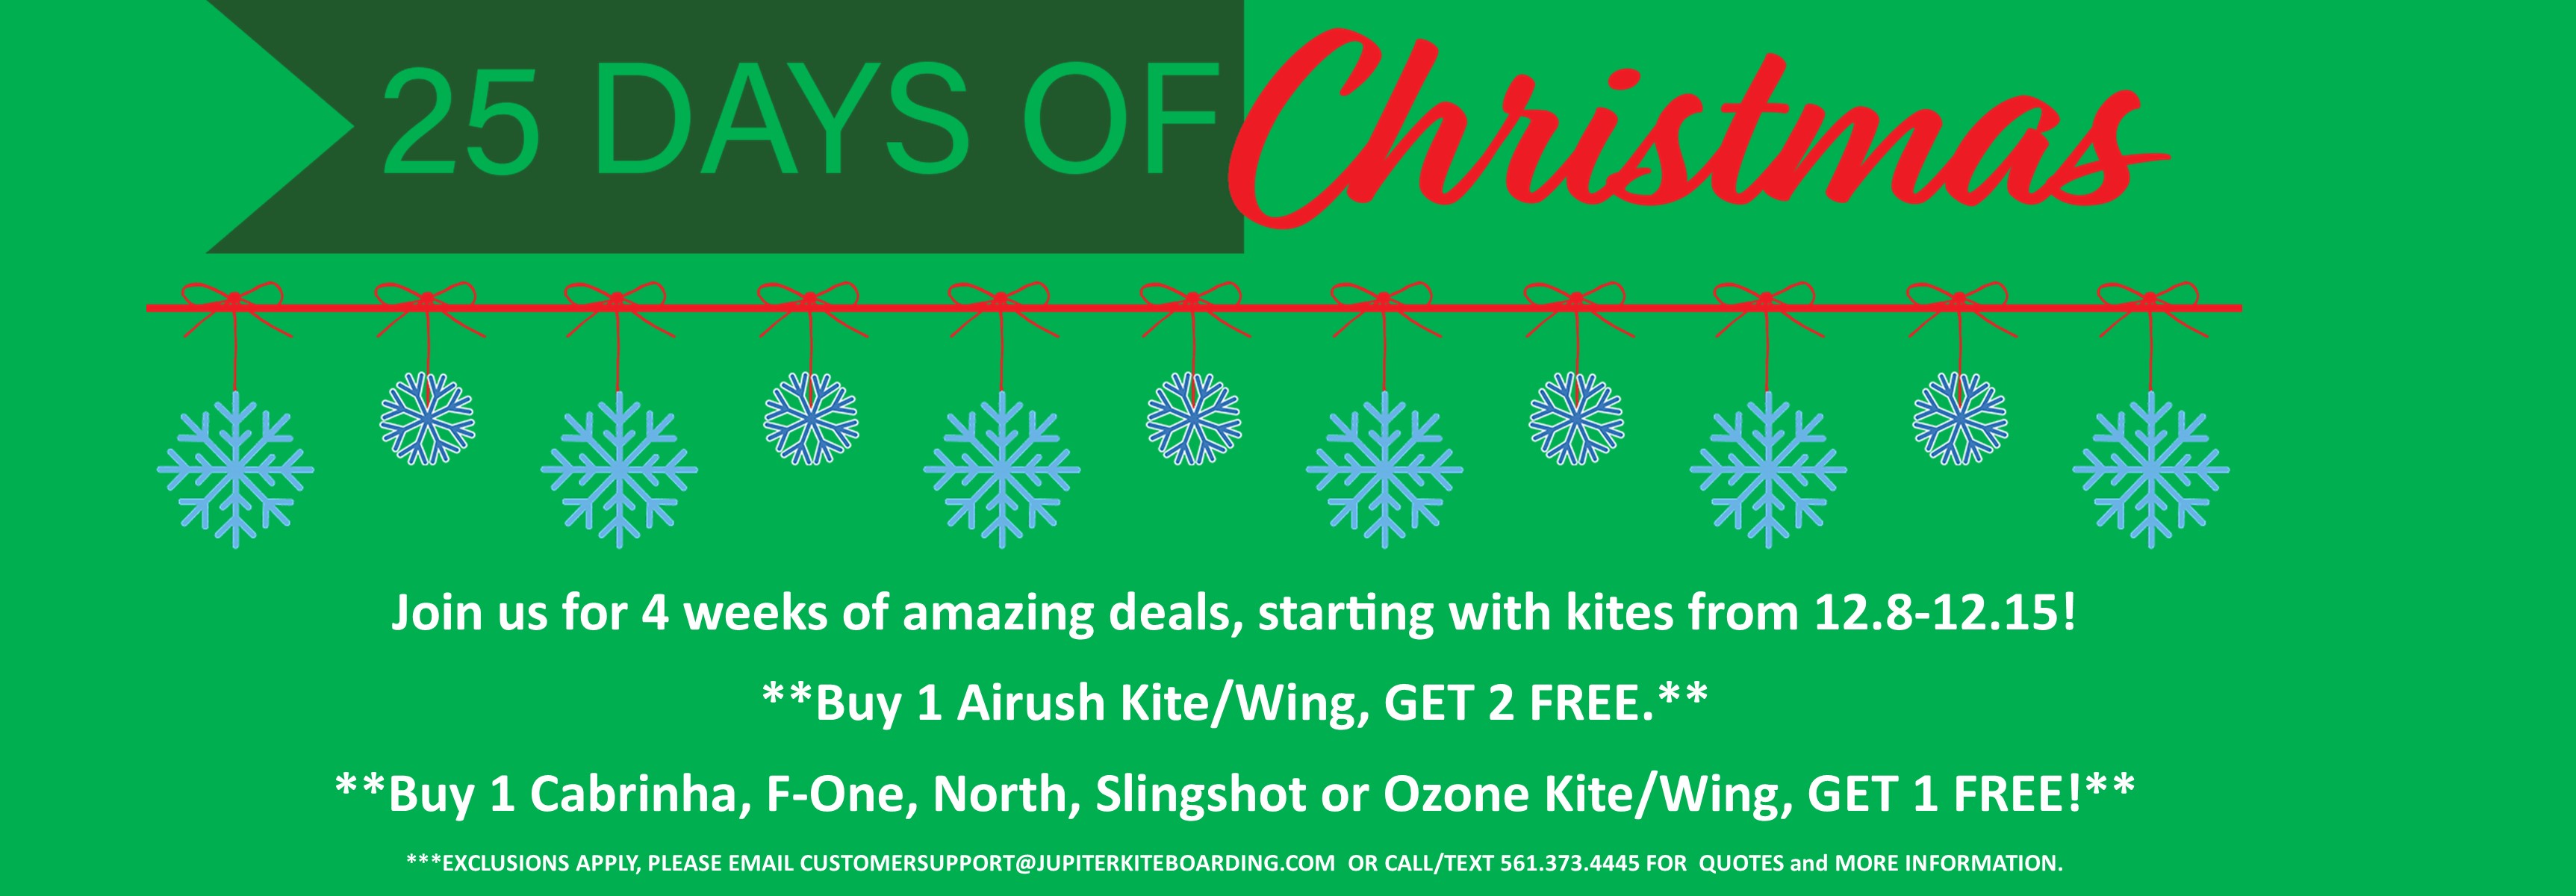 25 DAYS OF Christmas
Join us for 4 weeks of amazing deals, starting with kites from 12.8-12.15!
**Buy 1 Airush Kite/Wing, GET 2 FREE.**
**Buy 1 Cabrinha, F-One, North, Slingshot or Ozone Kite/Wing, GET 1 FREE!**
***EXCLUSIONS APPLY, PLEASE EMAIL CUSTOMERSUPPORT@JUPITERKITEBOARDING.COM  OR CALL/TEXT 561.373.4445 FOR  QUOTES and MORE INFORMATION.